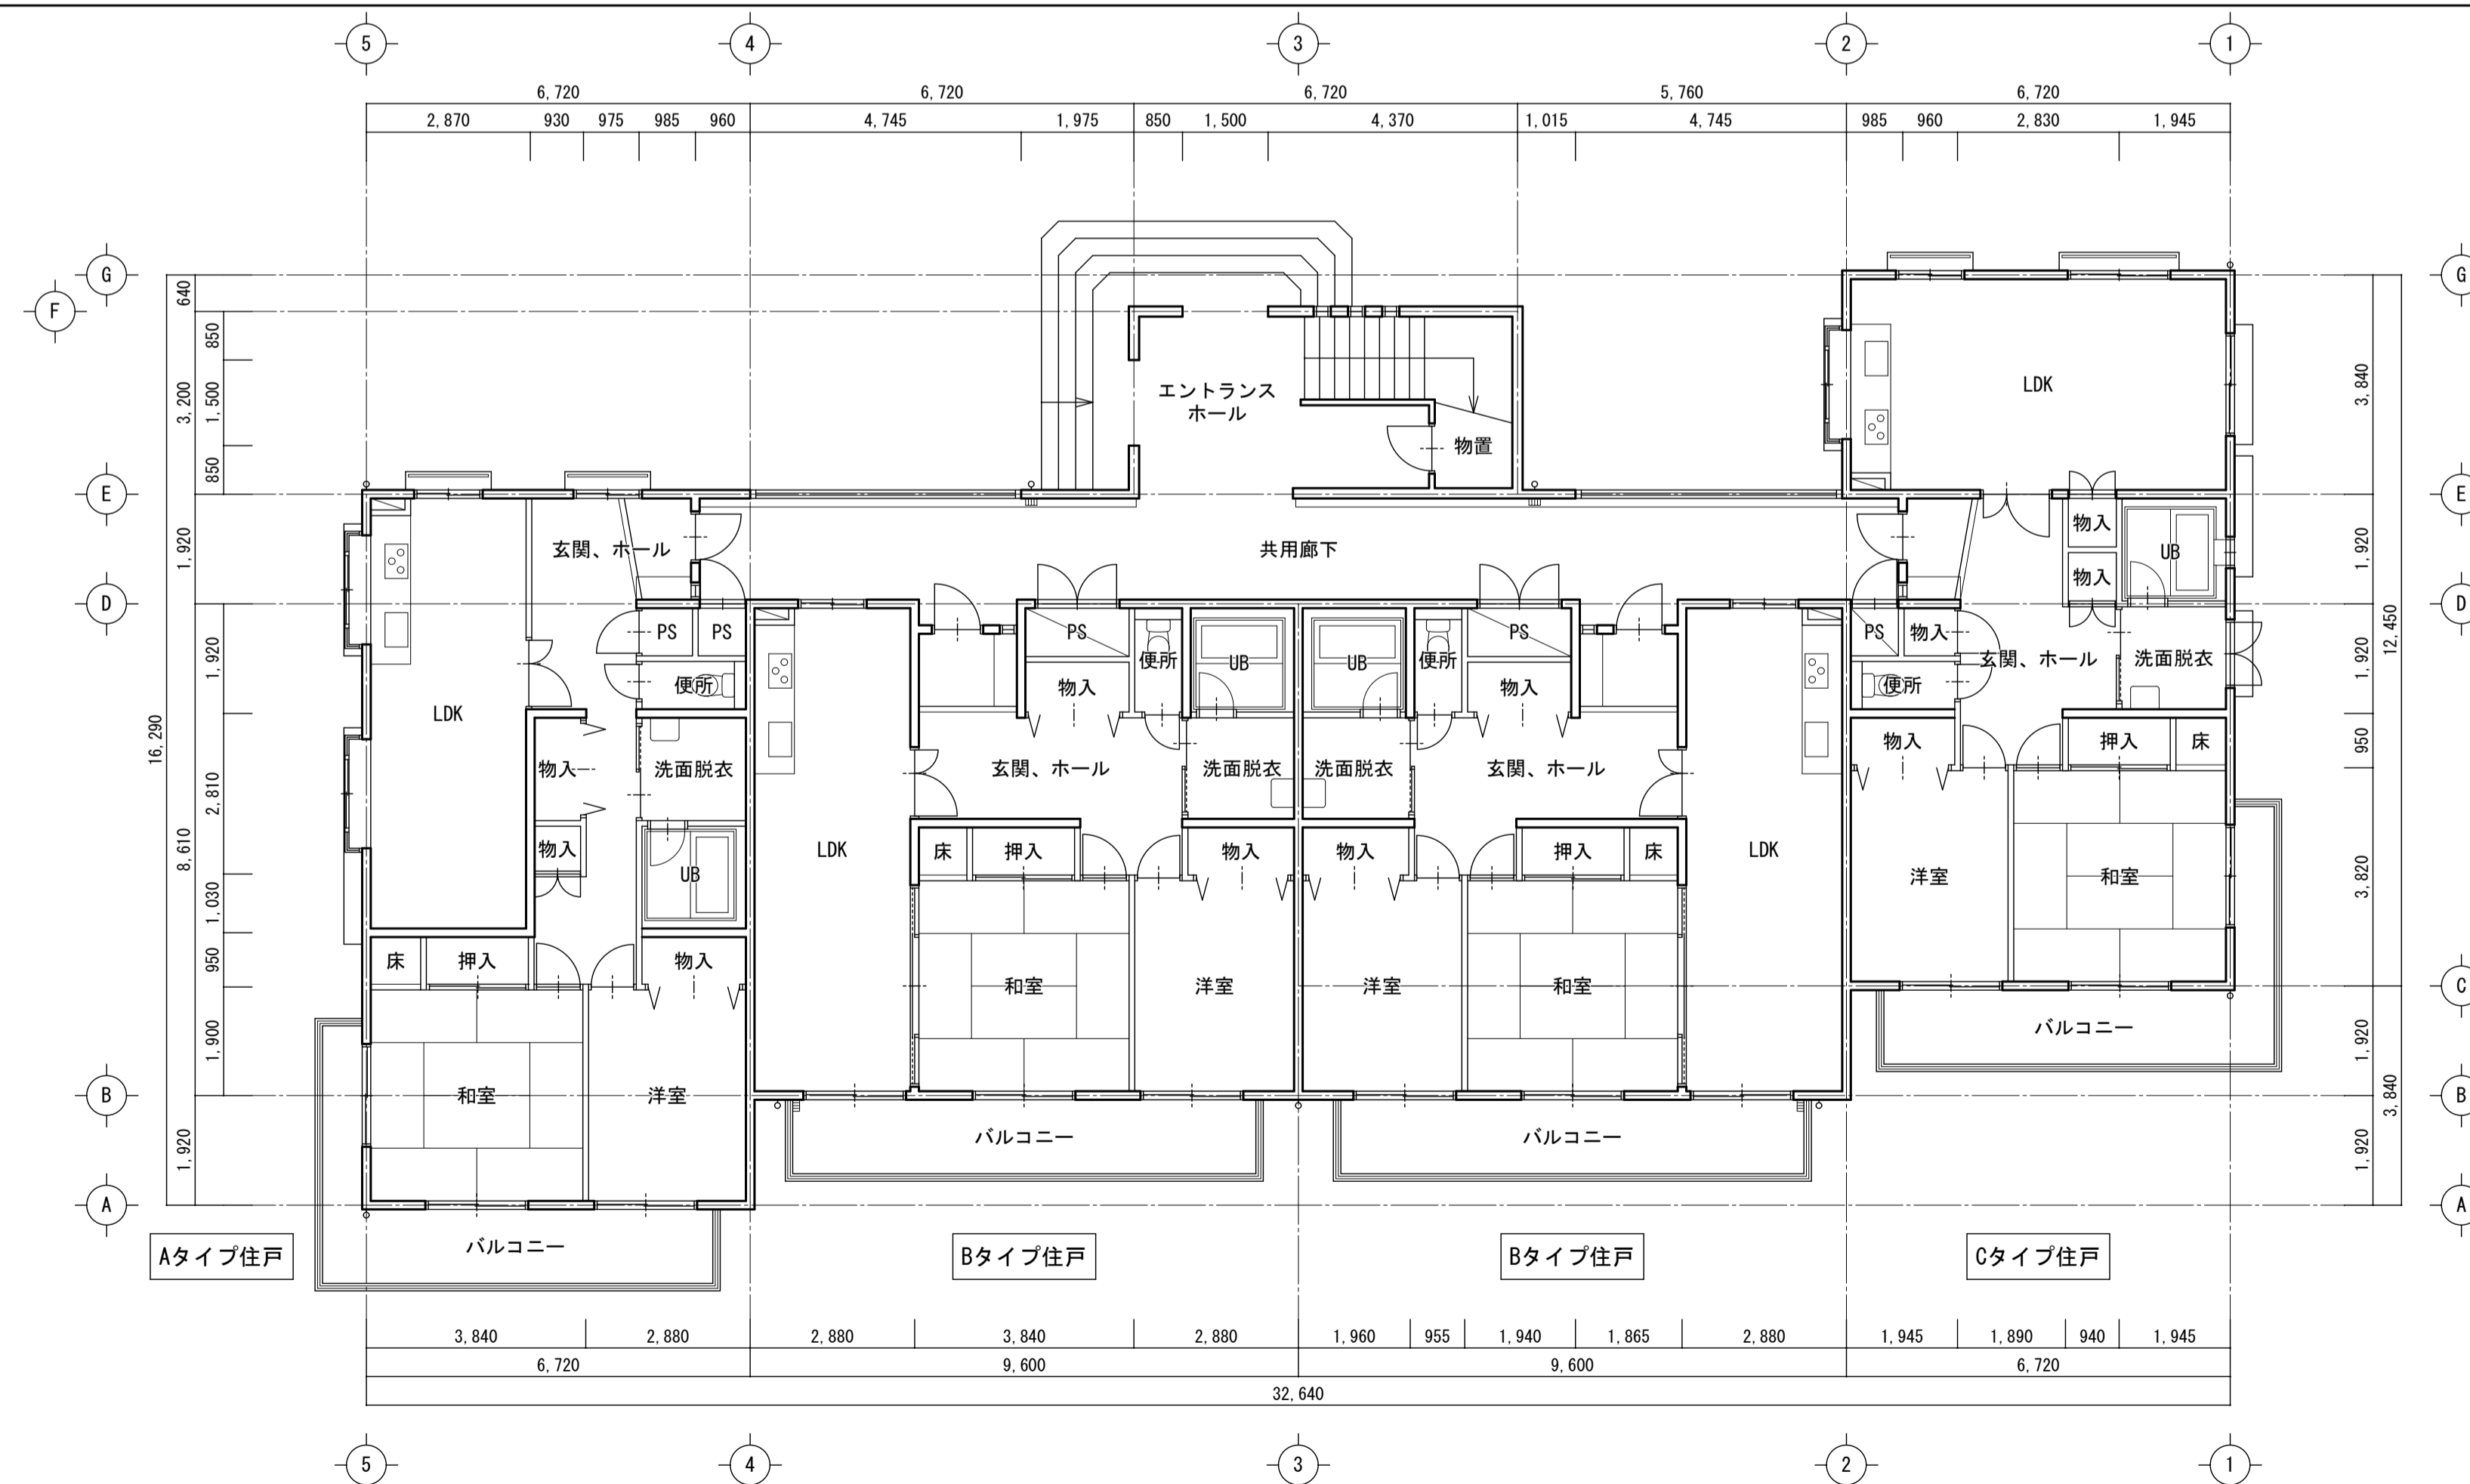 5 4 3 2 1
6,720 6,720 6,720 5,760 6,720
2,870 930 975 985 960 4,745 1,975 850 1,500 4,370 1,015 4,745 985 960 2,830 1,945
G
F
E
D
B
A
640
850
3,200
1,500
850
1,920
1,920
16,290
2,810
8,610
1,030
950
1,900
1,920
G
E
D
C
B
A
3,840
1,920
12,450
1,920
950
3,820
1,920
3,840
1,920
エントランス
ホール
物置
LDK
玄関、ホール
共用廊下
物入
UB
物入
PS PS
PS
便所
UB
UB
便所
PS
PS
物入
玄関、ホール
洗面脱衣
便所
物入
物入
便所
LDK
物入
洗面脱衣
玄関、ホール
洗面脱衣
洗面脱衣
玄関、ホール
物入
押入
床
物入
UB
LDK
床
押入
物入
物入
押入
床
LDK
洋室
和室
床
押入
物入
和室
洋室
洋室
和室
バルコニー
和室
洋室
バルコニー
バルコニー
バルコニー
Aタイプ住戸
Bタイプ住戸
Bタイプ住戸
Cタイプ住戸
3,840 2,880 2,880 3,840 2,880 1,960 955 1,940 1,865 2,880 1,945 1,890 940 1,945
6,720 9,600 9,600 6,720
32,640
5 4 3 2 1